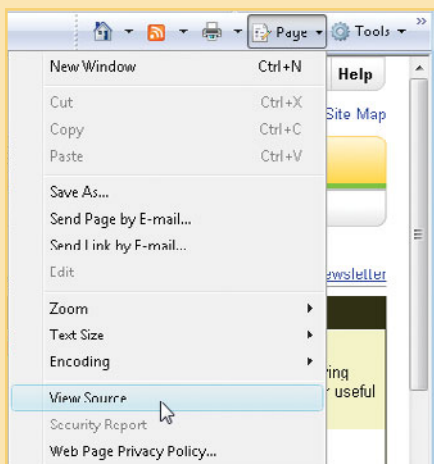 Page Tools »
New Window Ctrl+N
Help
Cut Ctrl+X
Site Map
Copy Ctrl+C
Paste Ctrl+V
Save As...
Send Page by E-mail...
Send Link by E-mail...
Edit
ewsletter
Zoom
Text Size
Encoding
ing
useful
View Source
Security Report
Web Page Privacy Policy...